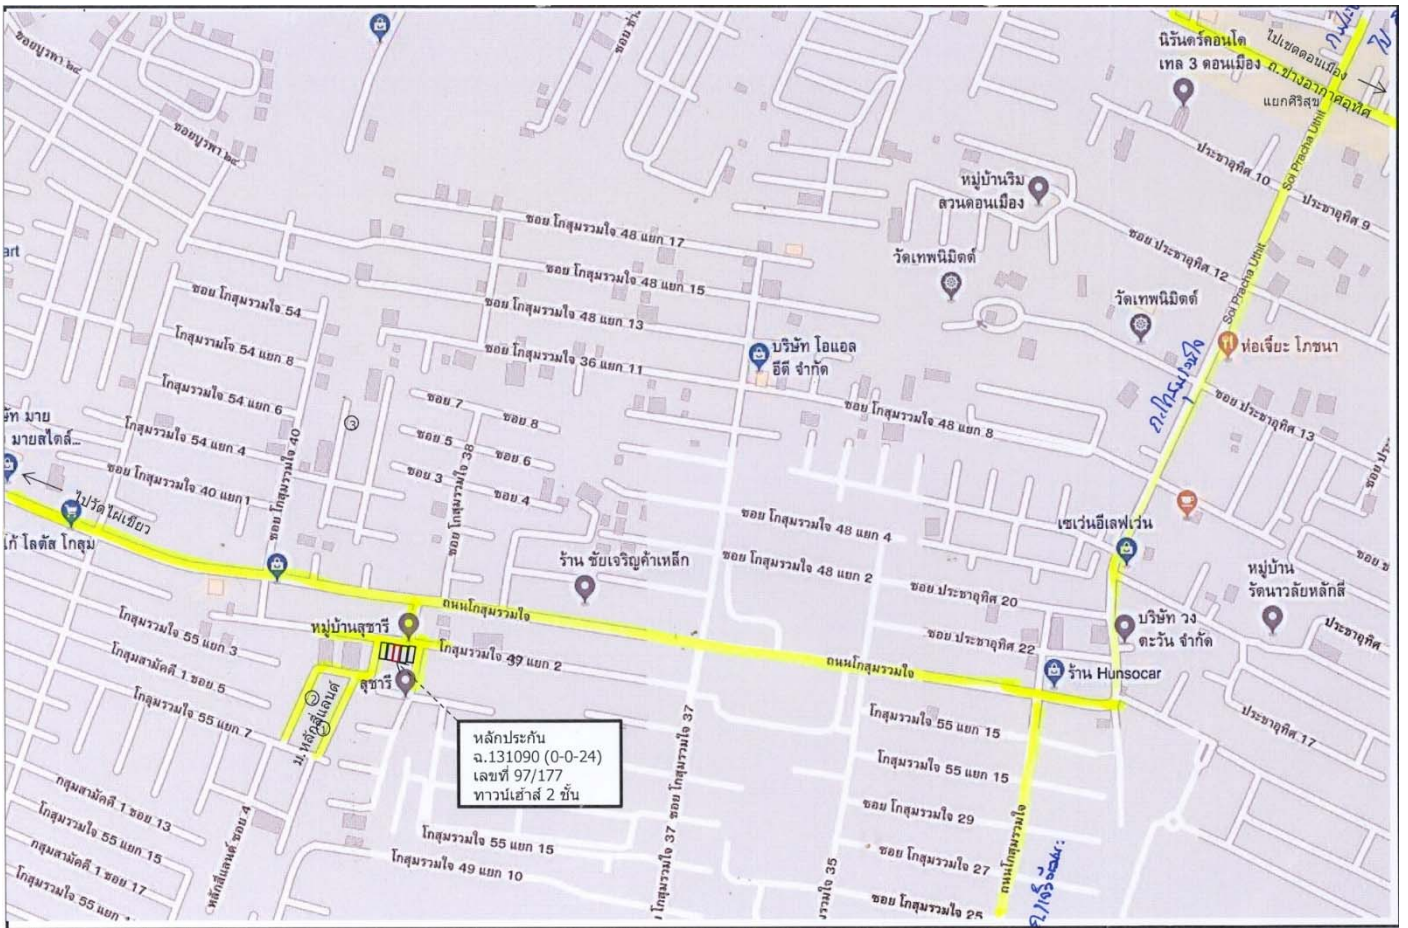 ซอยบูรพา ๒๔
ซอยบูรพา ๒๔
นิรันดร์คอนโด
เทล 3 ดอนเมือง
ไปเขตดอนเมือง
ถ.ช่างอากาศอุทิศ
แยกศิริสุข
Soi Pracha Uthit
ประชาอุทิศ 10
ประชาอุทิศ 9
หมู่บ้านริม
สวนดอนเมือง
ซอย ประชาอุทิศ 12
ซอย โกสุมรวมใจ 48 แยก 17
art
วัดเทพนิมิตต์
Soi Pracha Uthit
ซอย โกสุมรวมใจ 48 แยก 15
ซอย โกสุมรวมใจ 54
วัดเทพนิมิตต์
ซอย โกสุมรวมใจ 48 แยก 13
โกสุมรวมใจ 54 แยก 8
ซอย โกสุมรวมใจ 36 แยก 11
บริษัท โอแอล
อีดี จำกัด
ห่อเจี๊ยะ โภชนา
โกสุมรวมใจ 54 แยก 6
ซอย 7
ซอย 8
ซอย โกสุมรวมใจ 48 แยก 8
ซอย ประชาอุทิศ 13
3
ษัท มาย
มายสไตล์...
โกสุมรวมใจ 54 แยก 4
ซอย 5
ซอย 6
ซอย โกสุมรวมใจ 40
ซอย โกสุมรวมใจ 38
ซอย 3
ซอย 4
ซอย โกสุมรวมใจ 40 แยก 1
ไปวัดไผ่เขียว
ซอย โกสุมรวมใจ 48 แยก 4
เซเว่นอีเลฟเว่น
โก้ โลตัส โกสุม
ร้าน ชัยเจริญค้าเหล็ก
ซอย โกสุมรวมใจ 48 แยก 2
หมู่บ้าน
รัตนาวลัยหลักสี่
ซอย ประชาอุทิศ 20
ถนนโกสุมรวมใจ
หมู่บ้านสุชารี
โกสุมรวมใจ 55 แยก 3
บริษัท วง
ตะวัน จำกัด
ประชาอุทิศ
ซอย ประชาอุทิศ 22
โกสุมรวมใจ 39 แยก 2
ถนนโกสุมรวมใจ
ร้าน Hunsocar
โกสามัคคี 1 ซอย 5
สุชารี
2
1
ม.หลักสี่แลนด์
โกสุมรวมใจ 55 แยก 7
ซอย โกสุมรวมใจ 37
โกสุมรวมใจ 55 แยก 15
ประชาอุทิศ 17
หลักประกัน
ฉ.131090 (0-0-24)
เลขที่ 97/177
ทาวน์เฮ้าส์ 2 ชั้น
โกสุมรวมใจ 55 แยก 15
กสุมสามัคคี 1 ซอย 13
หลักสี่แลนด์ ซอย 4
ซอย โกสุมรวมใจ 29
ถนนโกสุมรวมใจ
โกสุมรวมใจ 55 แยก 15
โกสุมรวมใจ 55 แยก 15
โกสุมรวมใจ 37
รวมใจ 35
ซอย โกสุมรวมใจ 27
กสุมสามัคคี 1 ซอย 17
โกสุมรวมใจ 49 แยก 10
โกสุมรวมใจ 55 แยก
ซอย โกสุมรวมใจ 25